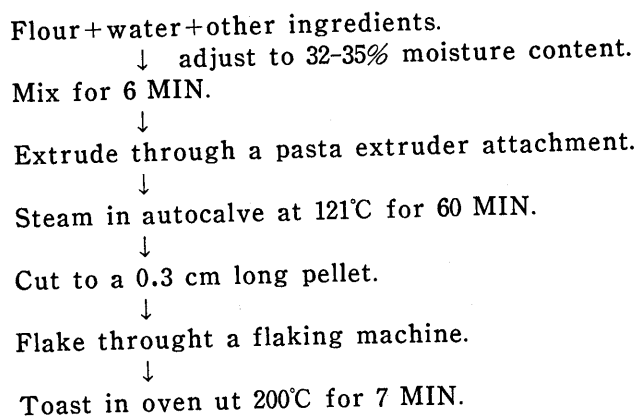 Flour+water+other ingredients.
↓ adjust to 32-35% moisture content.
Mix for 6 MIN.
↓
Extrude through a pasta extruder attachment.
↓
Steam in autocalve at 121℃ for 60 MIN.
↓
Cut to a 0.3 cm long pellet.
↓
Flake throught a flaking machine.
↓
Toast in oven ut 200℃ for 7 MIN.